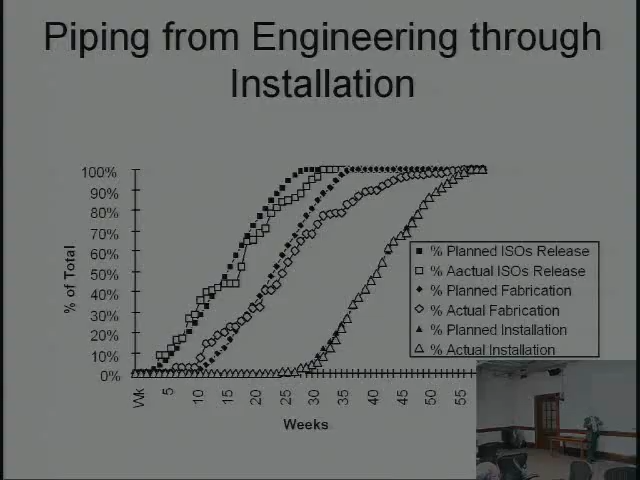 Piping from Engineering through
Installation
100%
90%
80%
70%
60%
50%
40%
30%
20%
10%
0%
% of Total
Wk
5
10
15
20
25
30
35
40
45
50
55
Weeks
% Planned ISOs Release
% Aactual ISOs Release
% Planned Fabrication
% Actual Fabrication
% Planned Installation
% Actual Installation